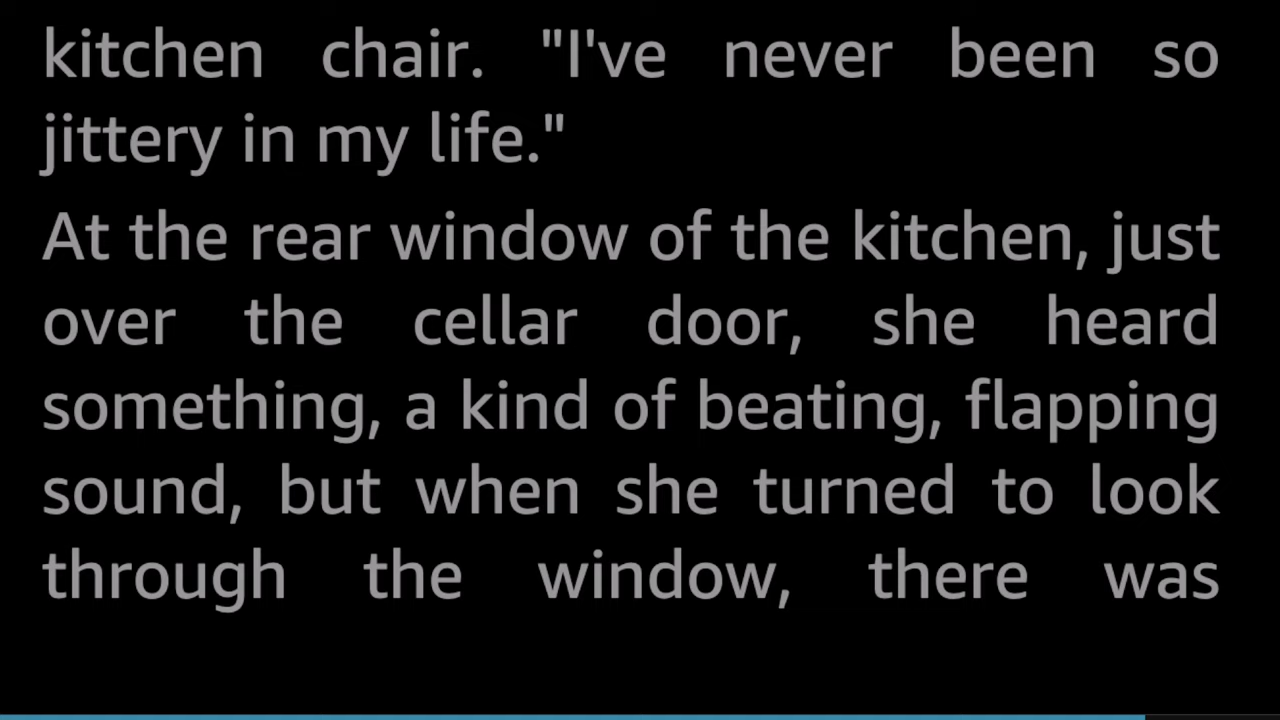 kitchen chair. "I've never been so
jittery in my life."
At the rear window of the kitchen, just
over the cellar door, she heard
something, a kind of beating, flapping
sound, but when she turned to look
through the window, there was